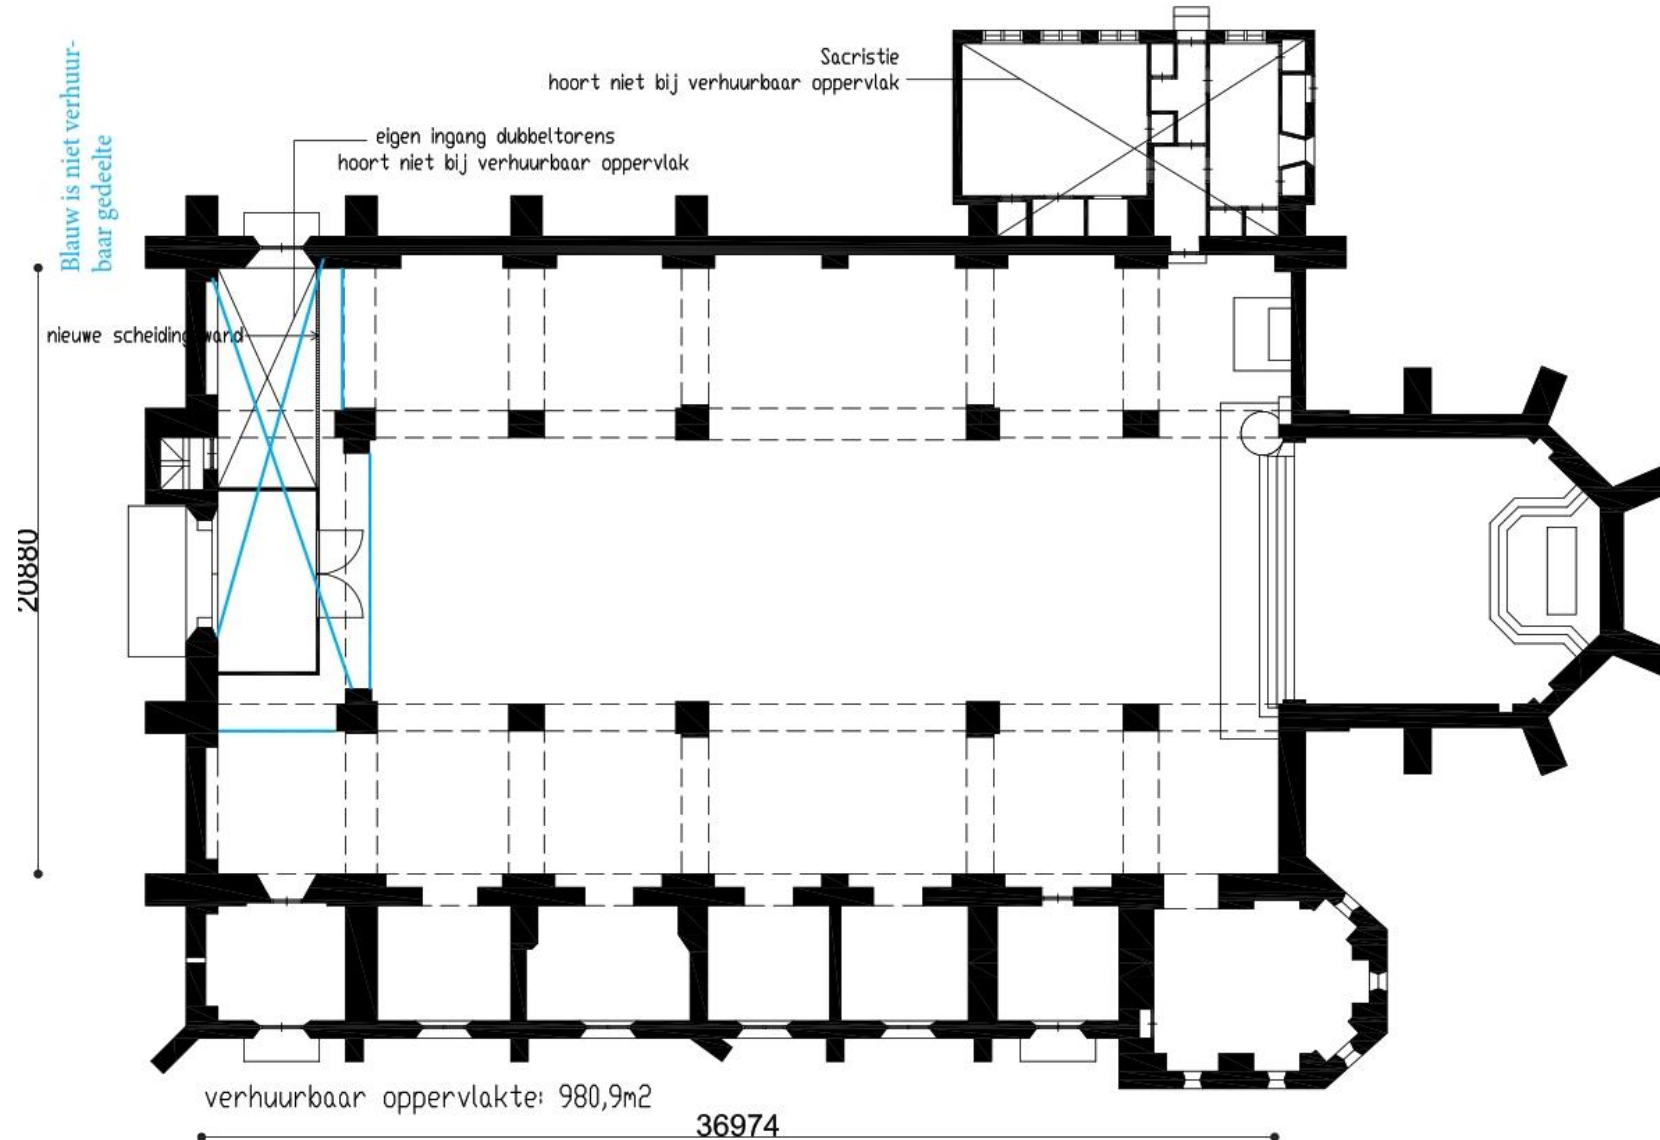 Sacristie
hoort niet bij verhuurbaar oppervlak
eigen ingang dubbeltorens
hoort niet bij verhuurbaar oppervlak
Blauw is niet verhuur-
baar gedeelte
nieuwe scheidingswand
20880
verhuurbaar oppervlakte: 980,9m2
36974